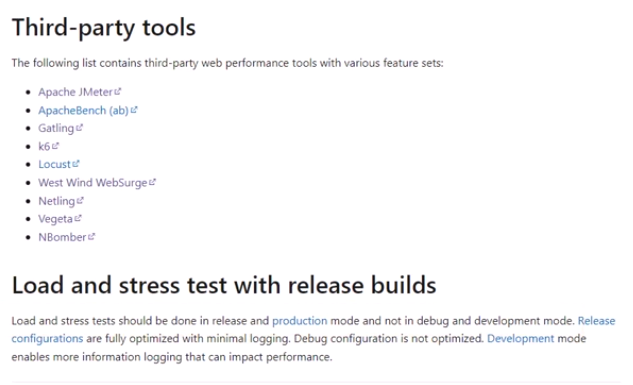 Third-party tools
The following list contains third-party web performance tools with various feature sets:
• Apache JMeter
• ApacheBench (ab)
• Gatling
• k6
• Locust
• West Wind WebSurge
• Netling
• Vegeta
• NBomber
Load and stress test with release builds
Load and stress tests should be done in release and production mode and not in debug and development mode. Release
configurations are fully optimized with minimal logging. Debug configuration is not optimized. Development mode
enables more information logging that can impact performance.